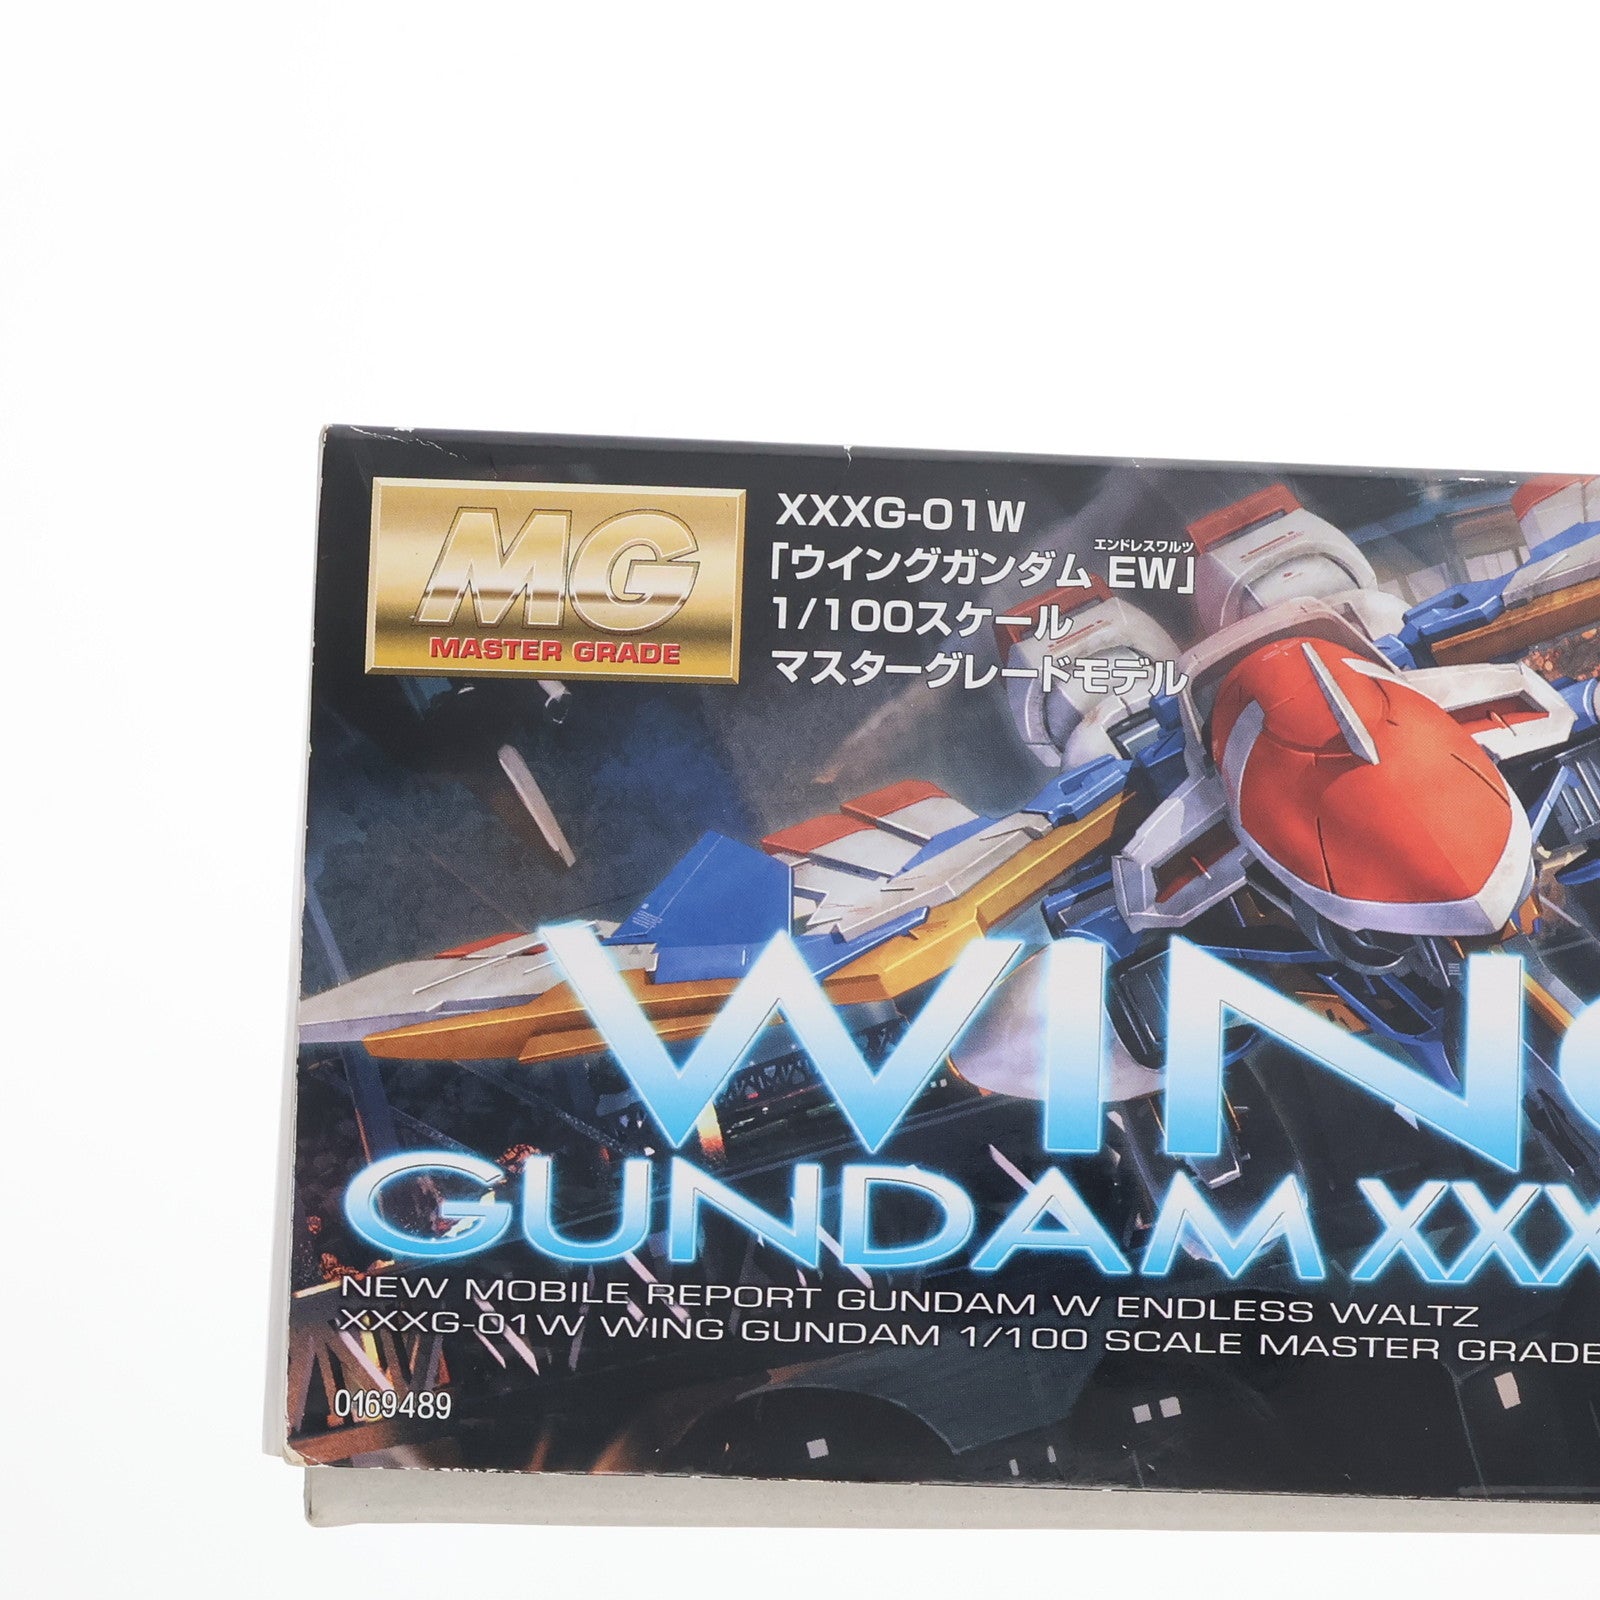 MG
MASTER GRADE
XXXG-01W
エンドレスワルツ
「ウイングガンダム EW」
1/100スケール
マスターグレードモデル
WING
GUNDAM XXX
NEW MOBILE REPORT GUNDAM W ENDLESS WALTZ
XXXG-01W WING GUNDAM 1/100 SCALE MASTER GRADE
0169489